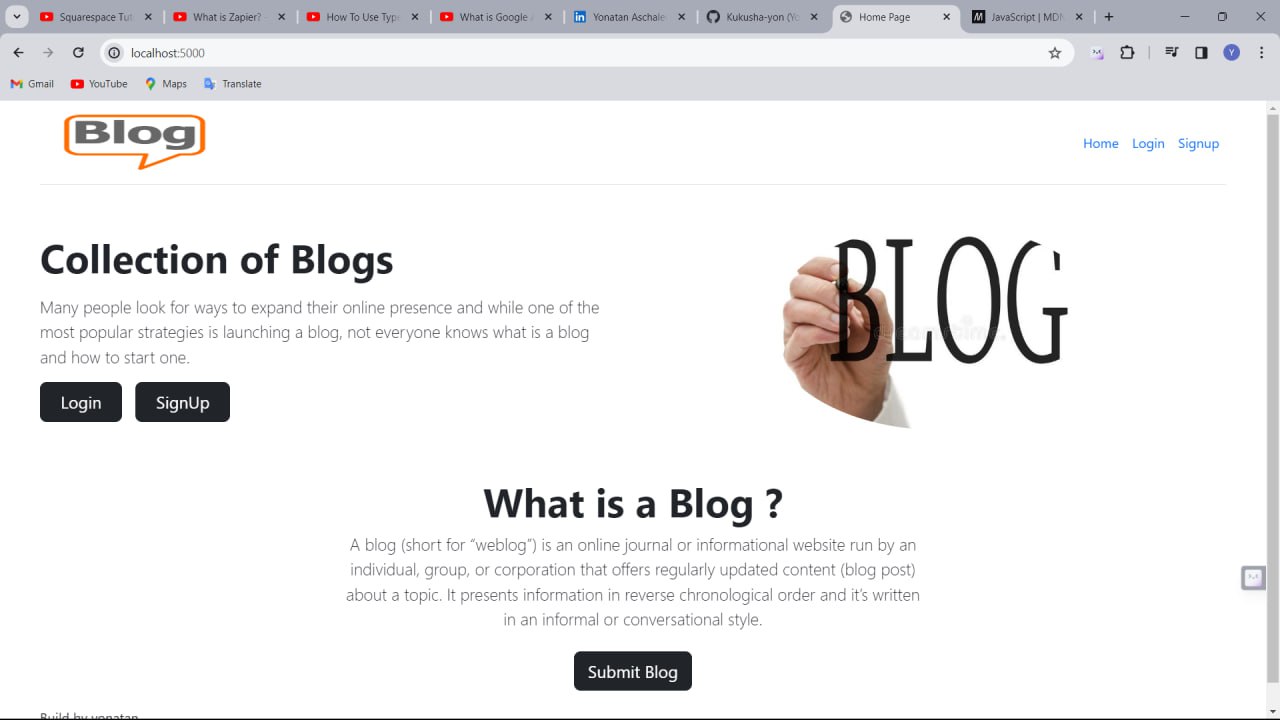 Squarespace Tut
What is Zapier? -
How To Use Type
What is Google A
Yonatan Aschale
Kukusha-yon (Yo
Home Page
JavaScript | MDN
localhost:5000
Y
Gmail
YouTube
Maps
Translate
Blog
Home Login Signup
Collection of Blogs
Many people look for ways to expand their online presence and while one of the
most popular strategies is launching a blog, not everyone knows what is a blog
and how to start one.
Login SignUp
BLOG
dreamstime.
What is a Blog ?
A blog (short for “weblog”) is an online journal or informational website run by an
individual, group, or corporation that offers regularly updated content (blog post)
about a topic. It presents information in reverse chronological order and it’s written
in an informal or conversational style.
Submit Blog
Build by yonatan